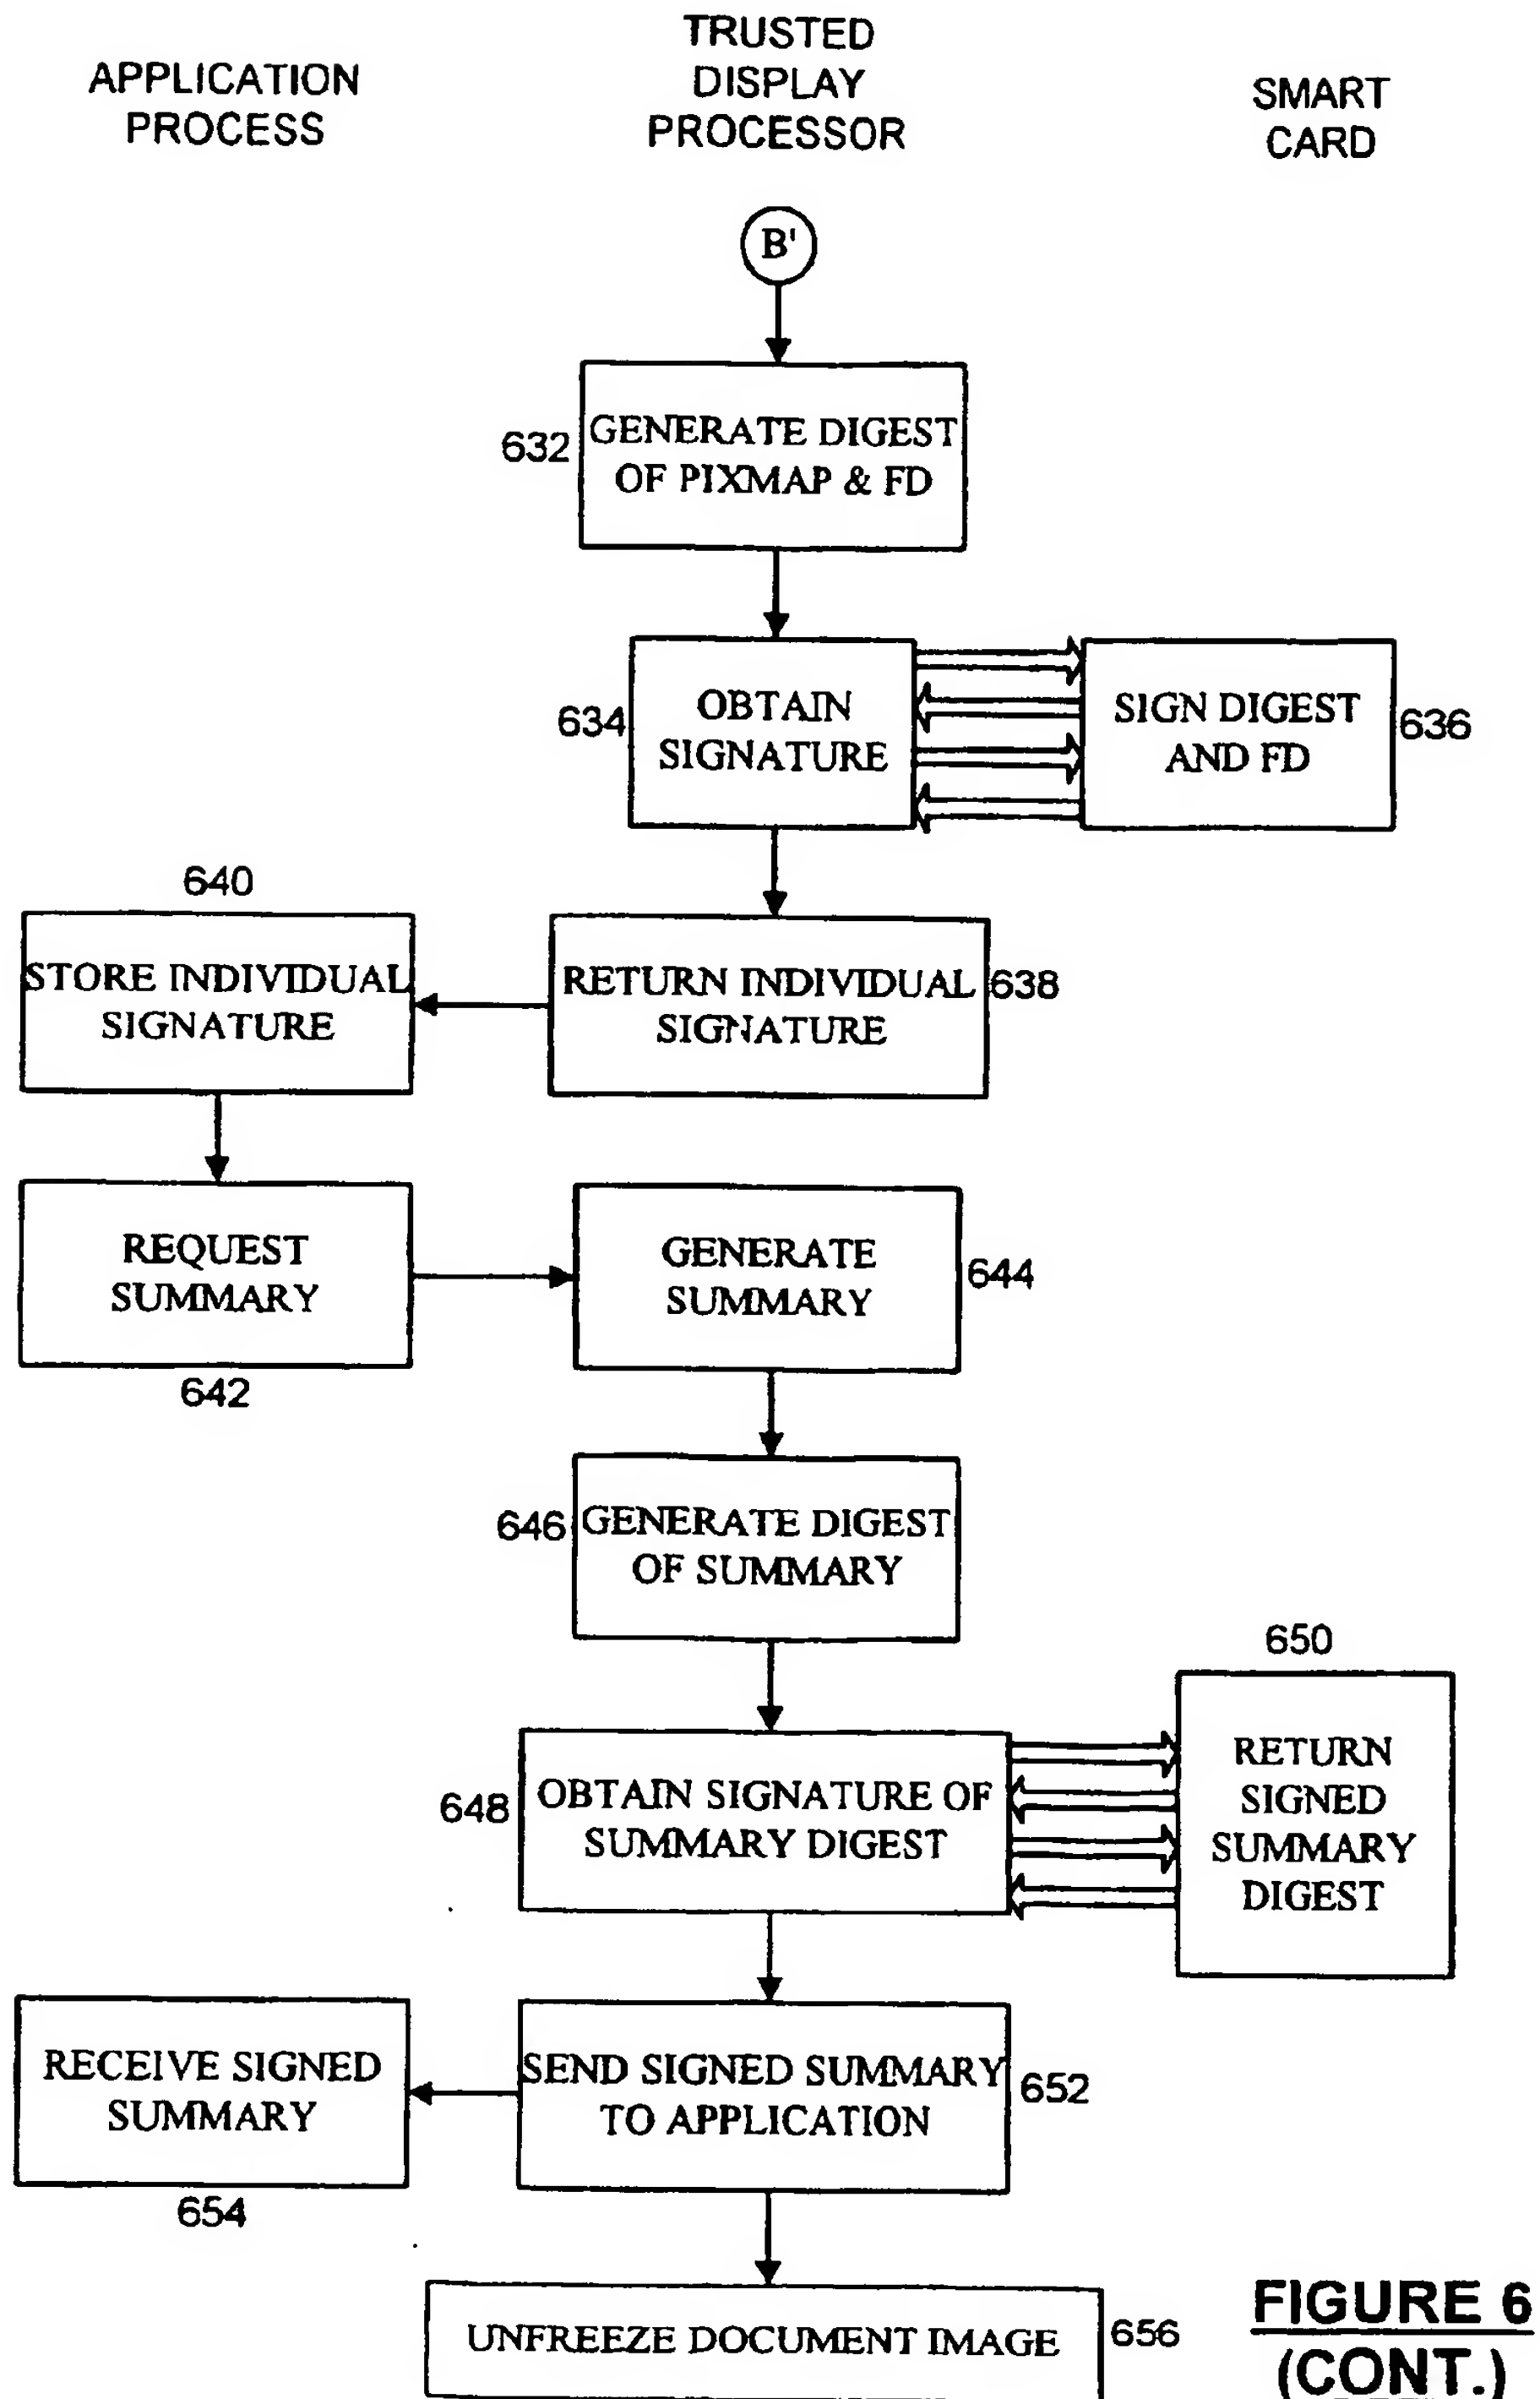 APPLICATION
PROCESS
TRUSTED
DISPLAY
PROCESSOR
SMART
CARD
B'
632
GENERATE DIGEST
OF PIXMAP & FD
634
OBTAIN
SIGNATURE
SIGN DIGEST
AND FD
636
640
STORE INDIVIDUAL
SIGNATURE
RETURN INDIVIDUAL
SIGNATURE
638
REQUEST
SUMMARY
642
GENERATE
SUMMARY
644
646
GENERATE DIGEST
OF SUMMARY
648
OBTAIN SIGNATURE OF
SUMMARY DIGEST
650
RETURN
SIGNED
SUMMARY
DIGEST
RECEIVE SIGNED
SUMMARY
654
SEND SIGNED SUMMARY
TO APPLICATION
652
UNFREEZE DOCUMENT IMAGE
656
FIGURE 6
(CONT.)